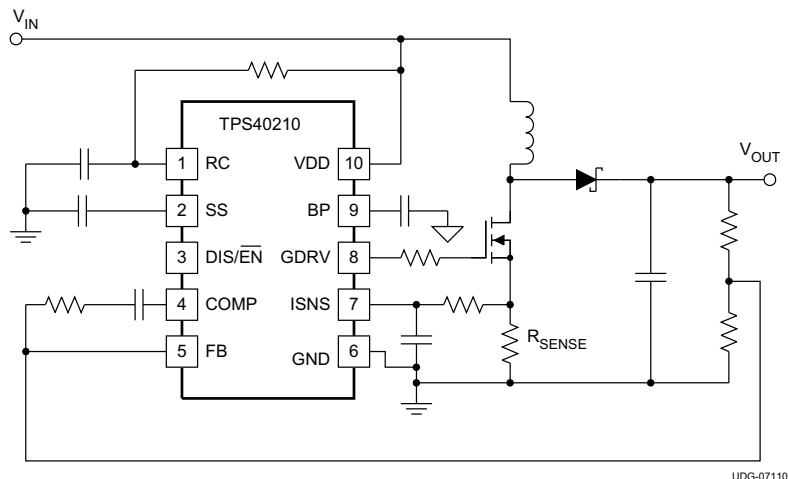 V_IN
TPS40210
1 RC VDD 10
V_OUT
2 SS BP 9
3 DIS/E̅N̅ GDRV 8
4 COMP ISNS 7
R_SENSE
5 FB GND 6
UDG-07110